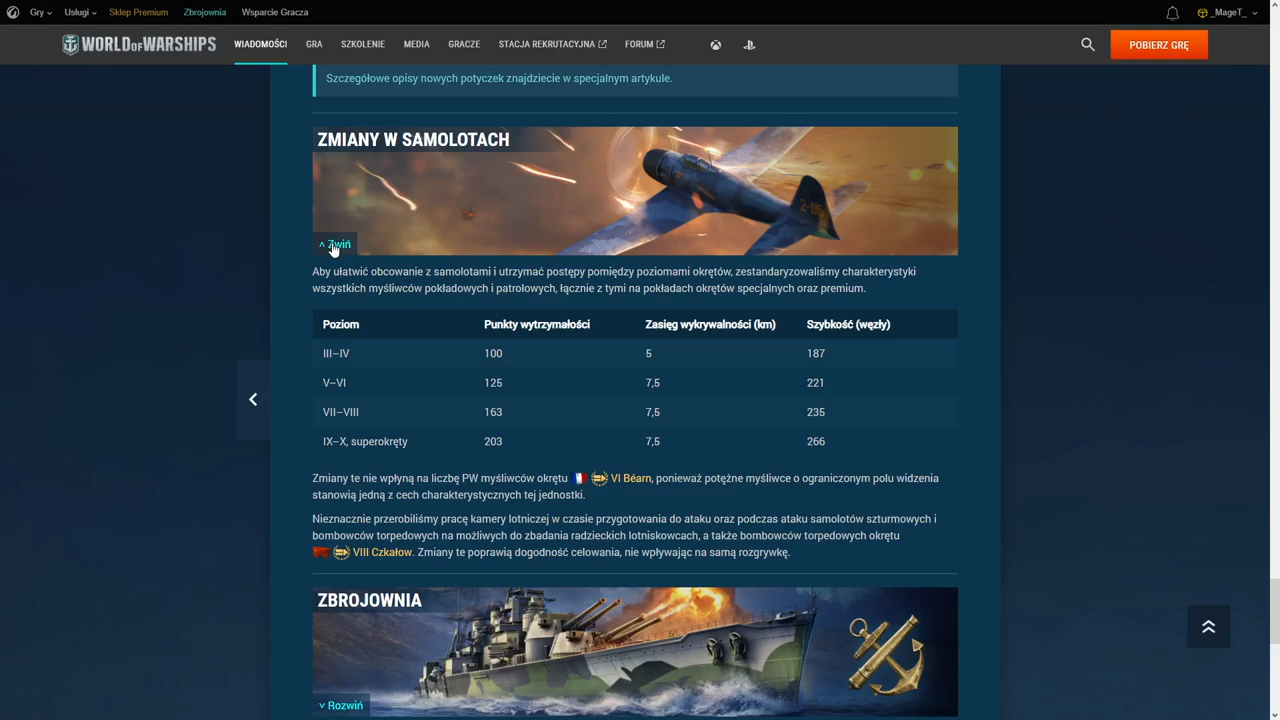 Gry
Usługi
Sklep Premium
Zbrojownia
Wsparcie Gracza
_MageT_
WORLD OF WARSHIPS
WIADOMOŚCI
GRA
SZKOLENIE
MEDIA
GRACZE
STACJA REKRUTACYJNA
FORUM
POBIERZ GRĘ
Szczegółowe opisy nowych potyczek znajdziecie w specjalnym artykule.
ZMIANY W SAMOLOTACH
Zwiń
Aby ułatwić obcowanie z samolotami i utrzymać postępy pomiędzy poziomami okrętów, zestandaryzowaliśmy charakterystyki
wszystkich myśliwców pokładowych i patrolowych, łącznie z tymi na pokładach okrętów specjalnych oraz premium.
Poziom Punkty wytrzymałości Zasięg wykrywalności (km) Szybkość (węzły)
III–IV 100 5 187
V–VI 125 7,5 221
VII–VIII 163 7,5 235
IX–X, superokręty 203 7,5 266
Zmiany te nie wpłyną na liczbę PW myśliwców okrętu VI Béarn, ponieważ potężne myśliwce o ograniczonym polu widzenia
stanowią jedną z cech charakterystycznych tej jednostki.
Nieznacznie przerobiliśmy pracę kamery lotniczej w czasie przygotowania do ataku oraz podczas ataku samolotów szturmowych i
bombowców torpedowych na możliwych do zbadania radzieckich lotniskowcach, a także bombowców torpedowych okrętu
VIII Czkałow. Zmiany te poprawią dogodność celowania, nie wpływając na samą rozgrywkę.
ZBROJOWNIA
Rozwiń